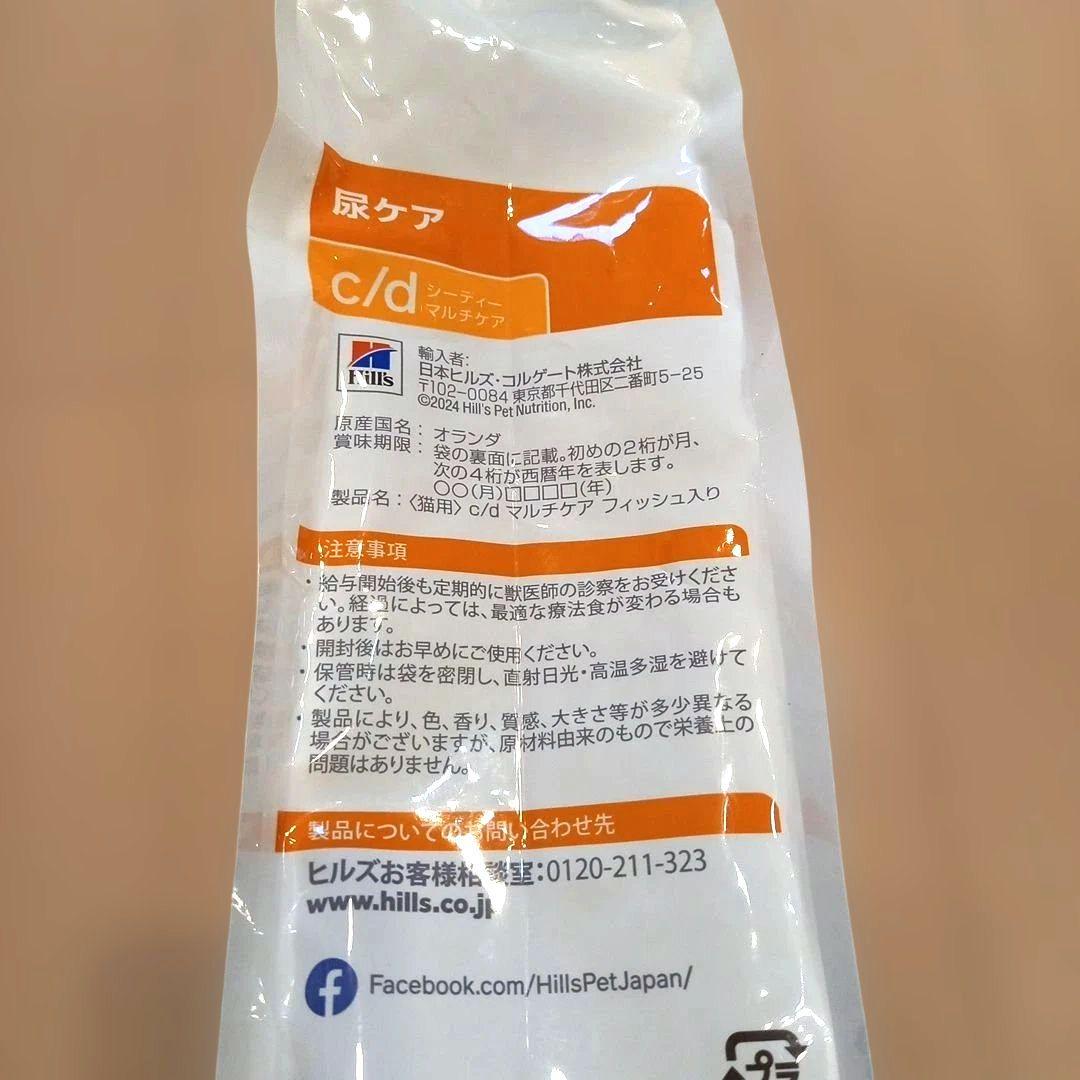 尿ケア
c/d シーディー
マルチケア
Hill's
輸入者:
日本ヒルズ・コルゲート株式会社
〒102-0084 東京都千代田区二番町5-25
©2024 Hill's Pet Nutrition, Inc.
原産国名: オランダ
賞味期限: 袋の裏面に記載。初めの2桁が月、
次の4桁が西暦年を表します。
〇〇(月)□□□□(年)
製品名:〈猫用〉c/d マルチケア フィッシュ入り
注意事項
・給与開始後も定期的に獣医師の診察をお受けくださ
い。経過によっては、最適な療法食が変わる場合も
あります。
・開封後はお早めにご使用ください。
・保管時は袋を密閉し、直射日光・高温多湿を避けて
ください。
・製品により、色、香り、質感、大きさ等が多少異なる
場合がございますが、原材料由来のもので栄養上の
問題はありません。
製品についてのお問い合わせ先
ヒルズお客様相談室:0120-211-323
www.hills.co.jp
Facebook.com/HillsPetJapan/
プラ